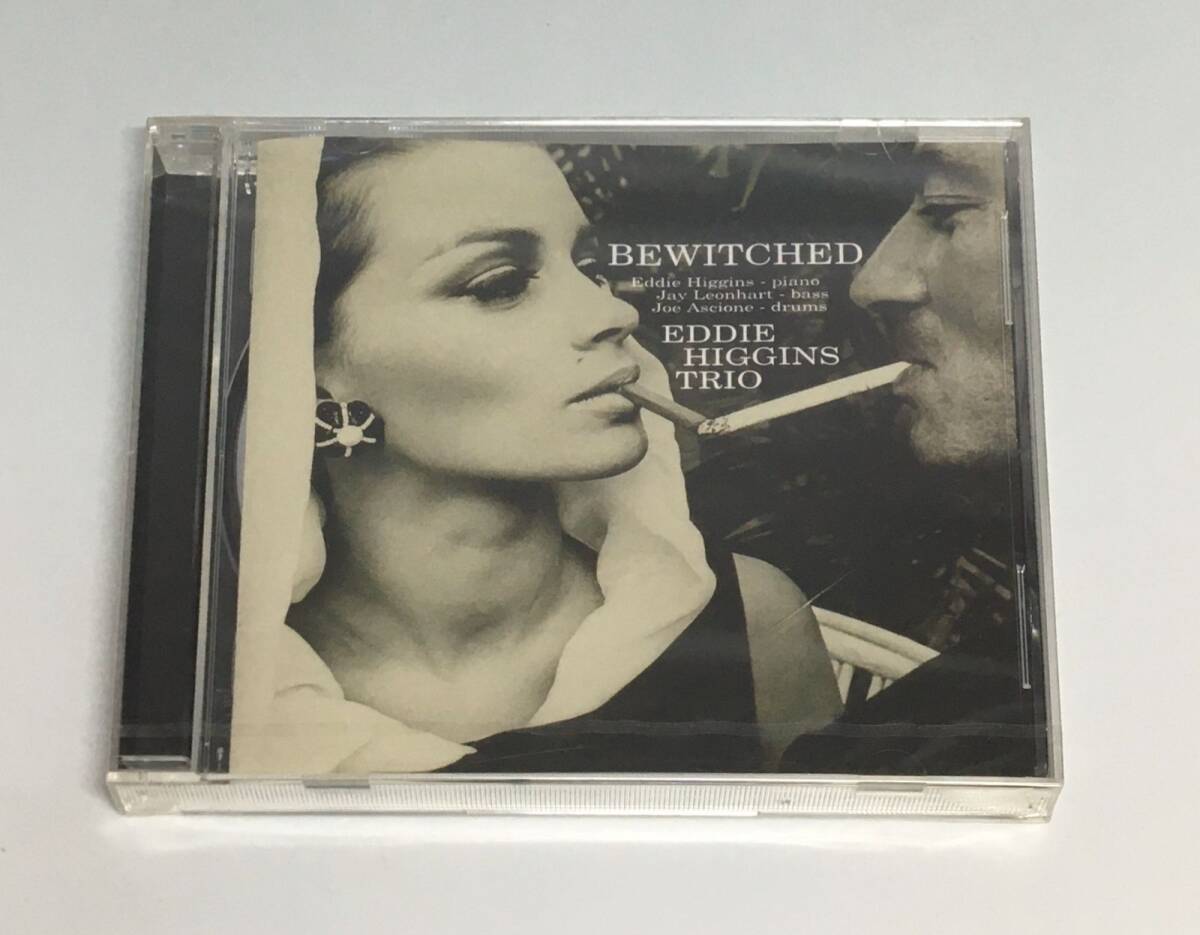 BEWITCHED
Eddie Higgins - piano
Jay Leonhart - bass
Joe Ascione - drums
EDDIE
HIGGINS
TRIO